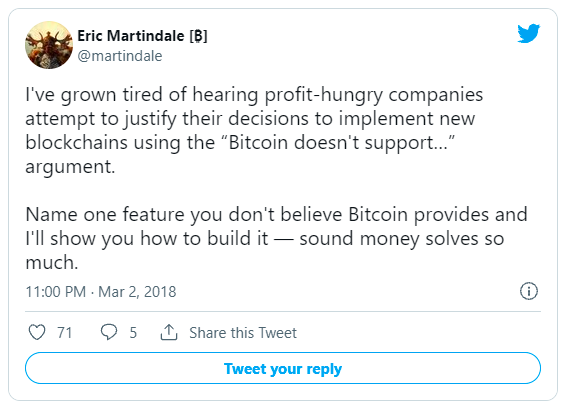 Eric Martindale [₿]
@martindale
I've grown tired of hearing profit-hungry companies
attempt to justify their decisions to implement new
blockchains using the “Bitcoin doesn't support…”
argument.
Name one feature you don't believe Bitcoin provides and
I'll show you how to build it — sound money solves so
much.
11:00 PM · Mar 2, 2018
71 5 Share this Tweet
Tweet your reply